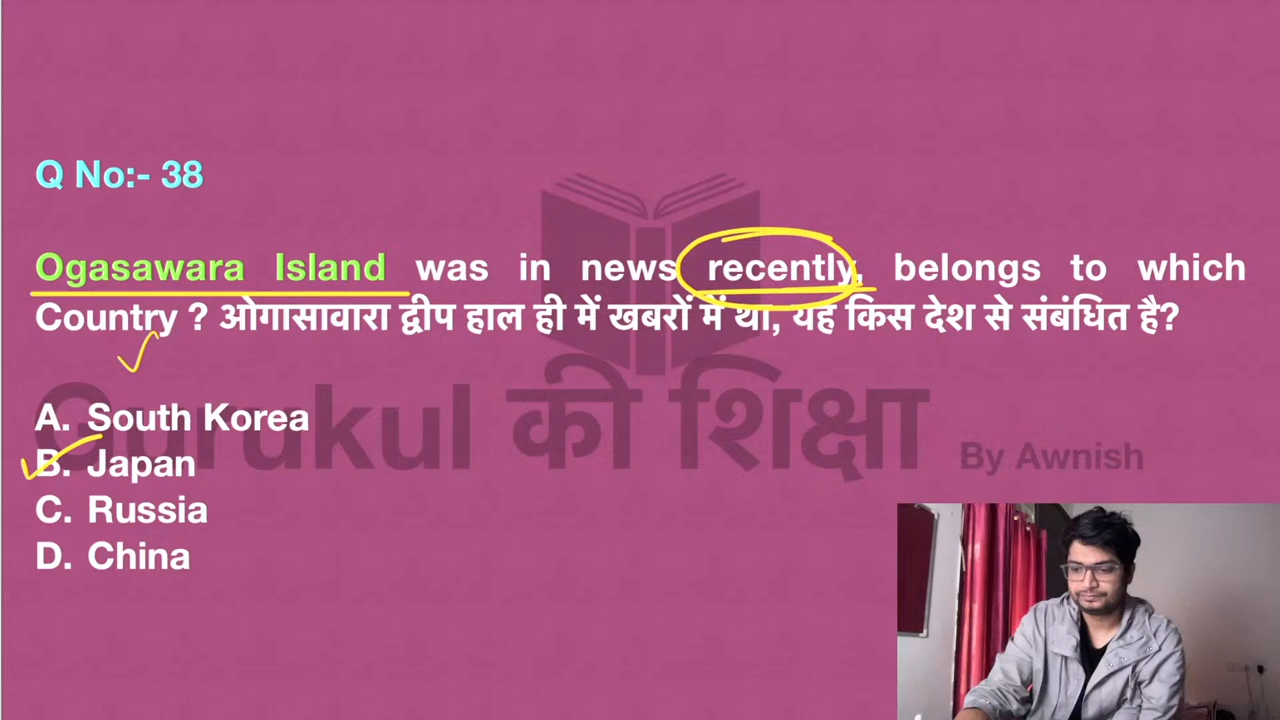 Q No:- 38
Ogasawara Island was in news recently, belongs to which
Country ? ओगासावारा द्वीप हाल ही में खबरों में था, यह किस देश से संबंधित है?
A. South Korea
B. Japan
C. Russia
D. China
Gurukul की शिक्षा By Awnish